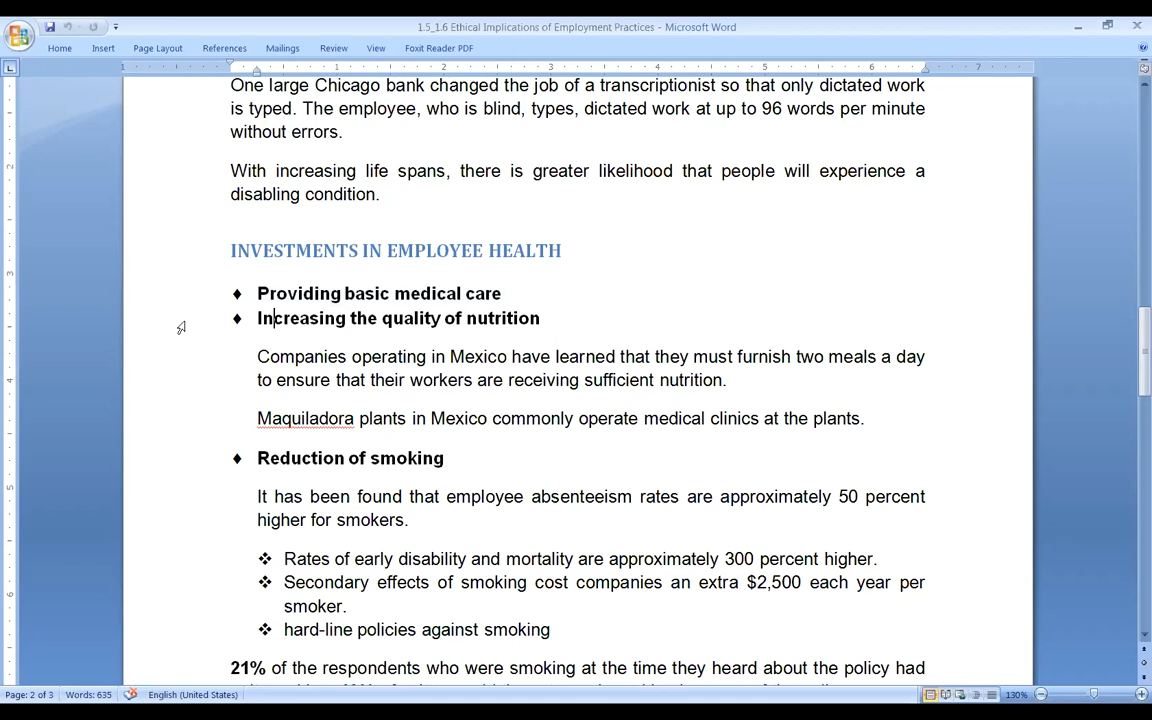 1.5_1.6 Ethical Implications of Employment Practices - Microsoft Word
Home Insert Page Layout References Mailings Review View Foxit Reader PDF
1 1 2 3 4 5 6 7
One large Chicago bank changed the job of a transcriptionist so that only dictated work
is typed. The employee, who is blind, types, dictated work at up to 96 words per minute
without errors.
With increasing life spans, there is greater likelihood that people will experience a
disabling condition.
INVESTMENTS IN EMPLOYEE HEALTH
♦ Providing basic medical care
♦ Increasing the quality of nutrition
Companies operating in Mexico have learned that they must furnish two meals a day
to ensure that their workers are receiving sufficient nutrition.
Maquiladora plants in Mexico commonly operate medical clinics at the plants.
♦ Reduction of smoking
It has been found that employee absenteeism rates are approximately 50 percent
higher for smokers.
❖ Rates of early disability and mortality are approximately 300 percent higher.
❖ Secondary effects of smoking cost companies an extra $2,500 each year per
smoker.
❖ hard-line policies against smoking
21% of the respondents who were smoking at the time they heard about the policy had
Page: 2 of 3 Words: 635 English (United States) 130%